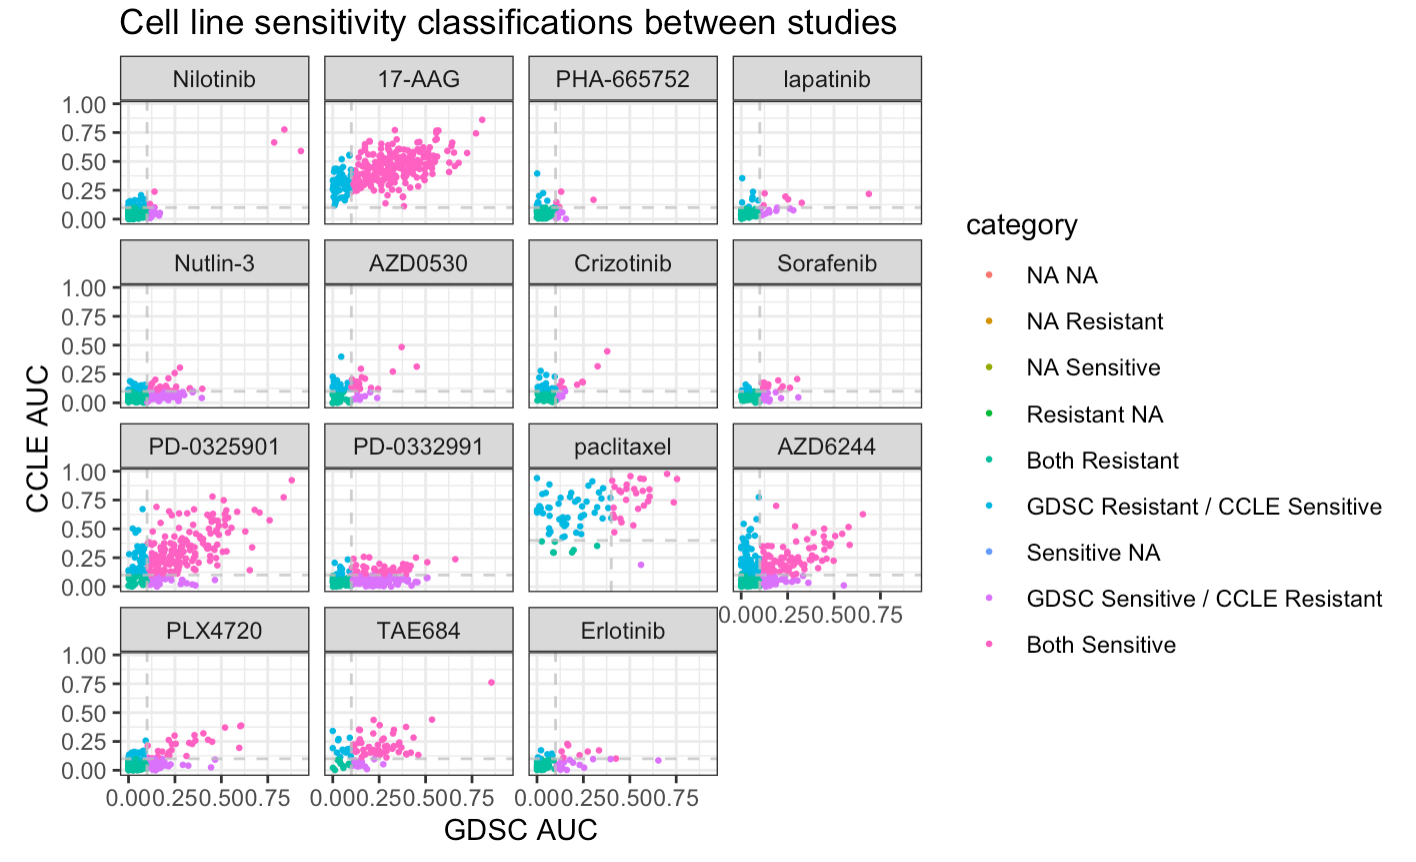 Cell line sensitivity classifications between studies
Nilotinib
17-AAG
PHA-665752
lapatinib
1.00
0.75
0.50
0.25
0.00
Nutlin-3
AZD0530
Crizotinib
Sorafenib
1.00
0.75
0.50
0.25
0.00
PD-0325901
PD-0332991
paclitaxel
AZD6244
1.00
0.75
0.50
0.25
0.00
0.000.250.500.75
PLX4720
TAE684
Erlotinib
1.00
0.75
0.50
0.25
0.00
0.000.250.500.75
0.000.250.500.75
0.000.250.500.75
GDSC AUC
CCLE AUC
category
NA NA
NA Resistant
NA Sensitive
Resistant NA
Both Resistant
GDSC Resistant / CCLE Sensitive
Sensitive NA
GDSC Sensitive / CCLE Resistant
Both Sensitive